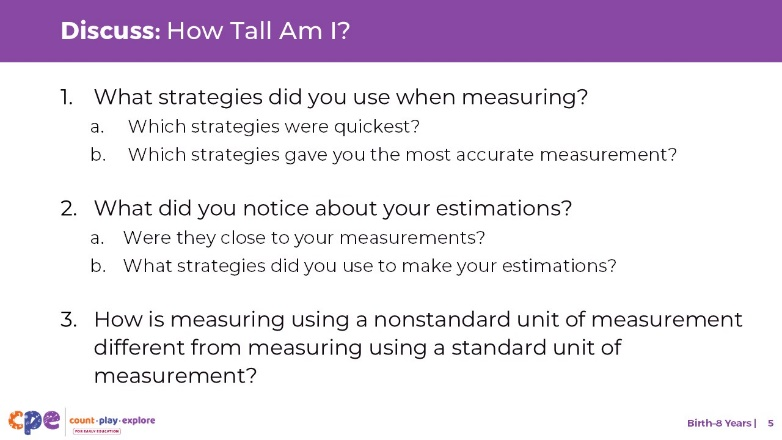 Discuss: How Tall Am I?
1. What strategies did you use when measuring?
a. Which strategies were quickest?
b. Which strategies gave you the most accurate measurement?
2. What did you notice about your estimations?
a. Were they close to your measurements?
b. What strategies did you use to make your estimations?
3. How is measuring using a nonstandard unit of measurement
different from measuring using a standard unit of
measurement?
cpe
count·play·explore
FOR EARLY EDUCATION
Birth–8 Years | 5